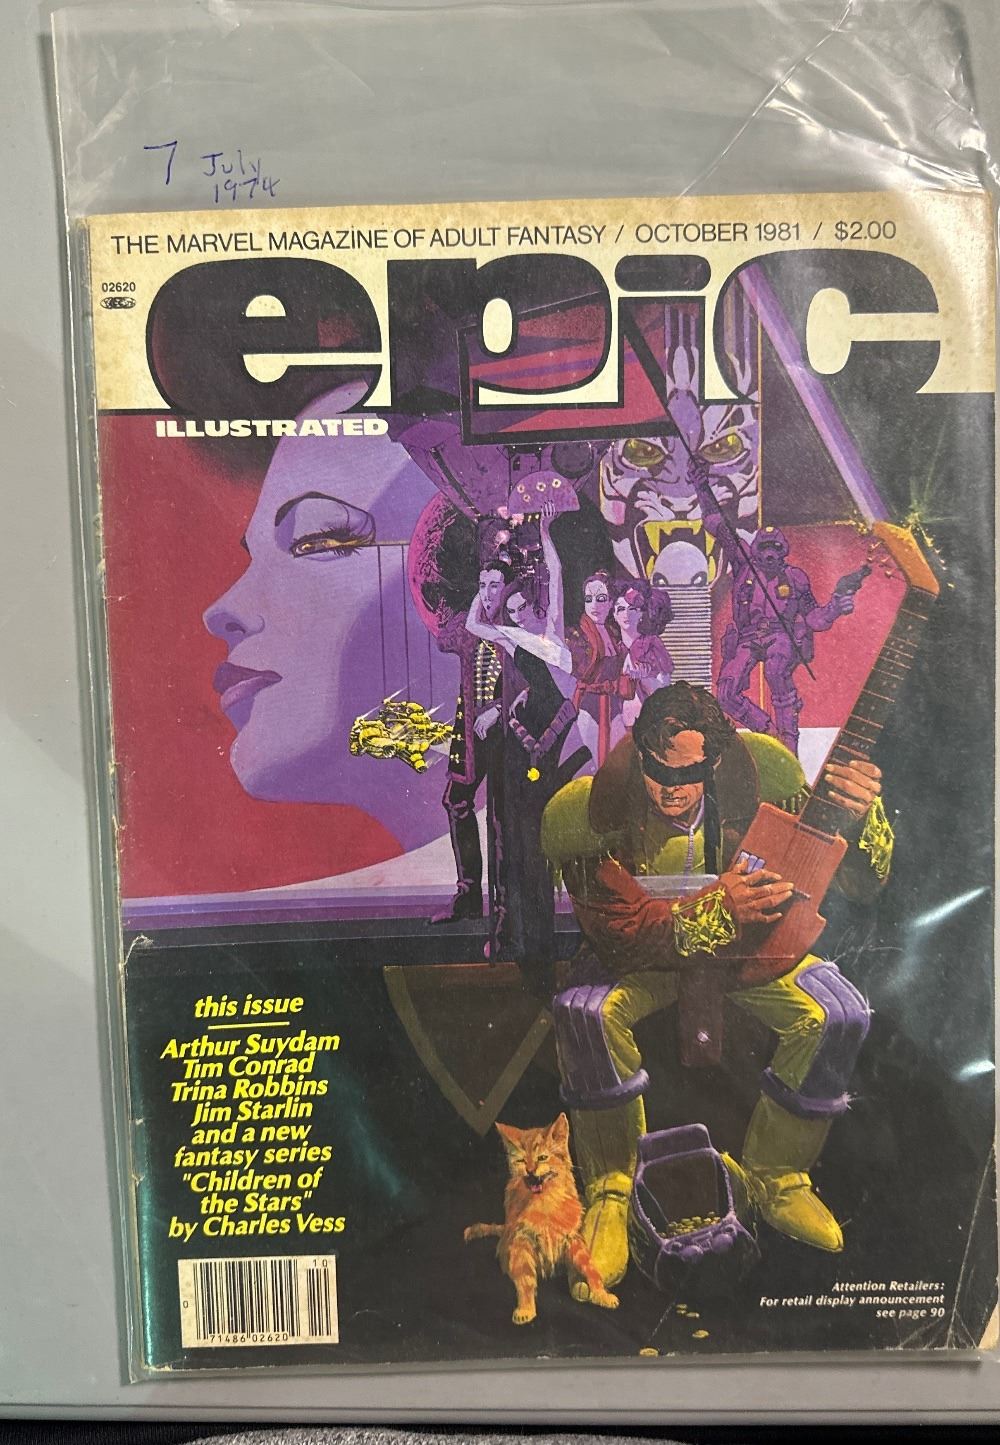 7 July
1974
THE MARVEL MAGAZINE OF ADULT FANTASY / OCTOBER 1981 / $2.00
02620
epic
ILLUSTRATED
this issue
Arthur Suydam
Tim Conrad
Trina Robbins
Jim Starlin
and a new
fantasy series
"Children of
the Stars"
by Charles Vess
10
0
71486 02620
Attention Retailers:
For retail display announcement
see page 90